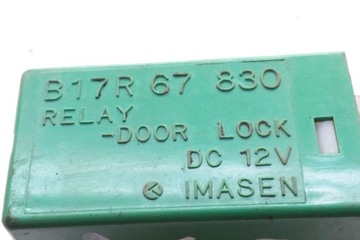 B17R 67 830
RELAY
-DOOR LOCK
DC 12V
IMASEN